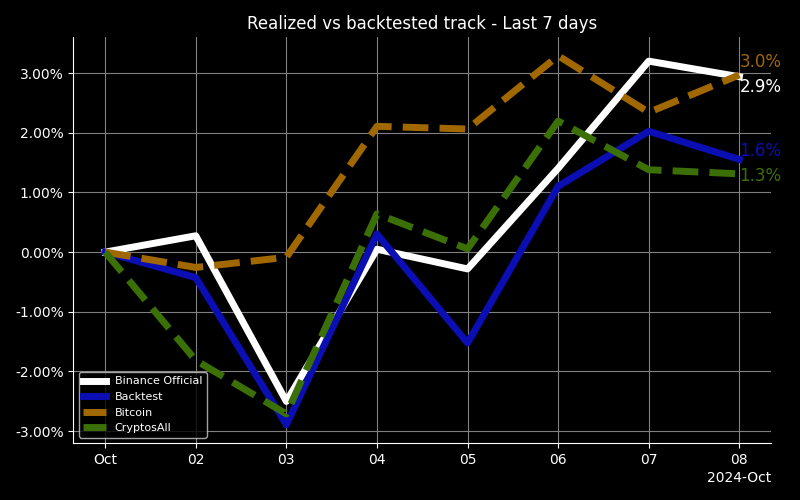 Realized vs backtested track - Last 7 days
3.00%
2.00%
1.00%
0.00%
-1.00%
-2.00%
-3.00%
3.0%
2.9%
1.6%
1.3%
Binance Official
Backtest
Bitcoin
CryptosAll
Oct 02 03 04 05 06 07 08
2024-Oct